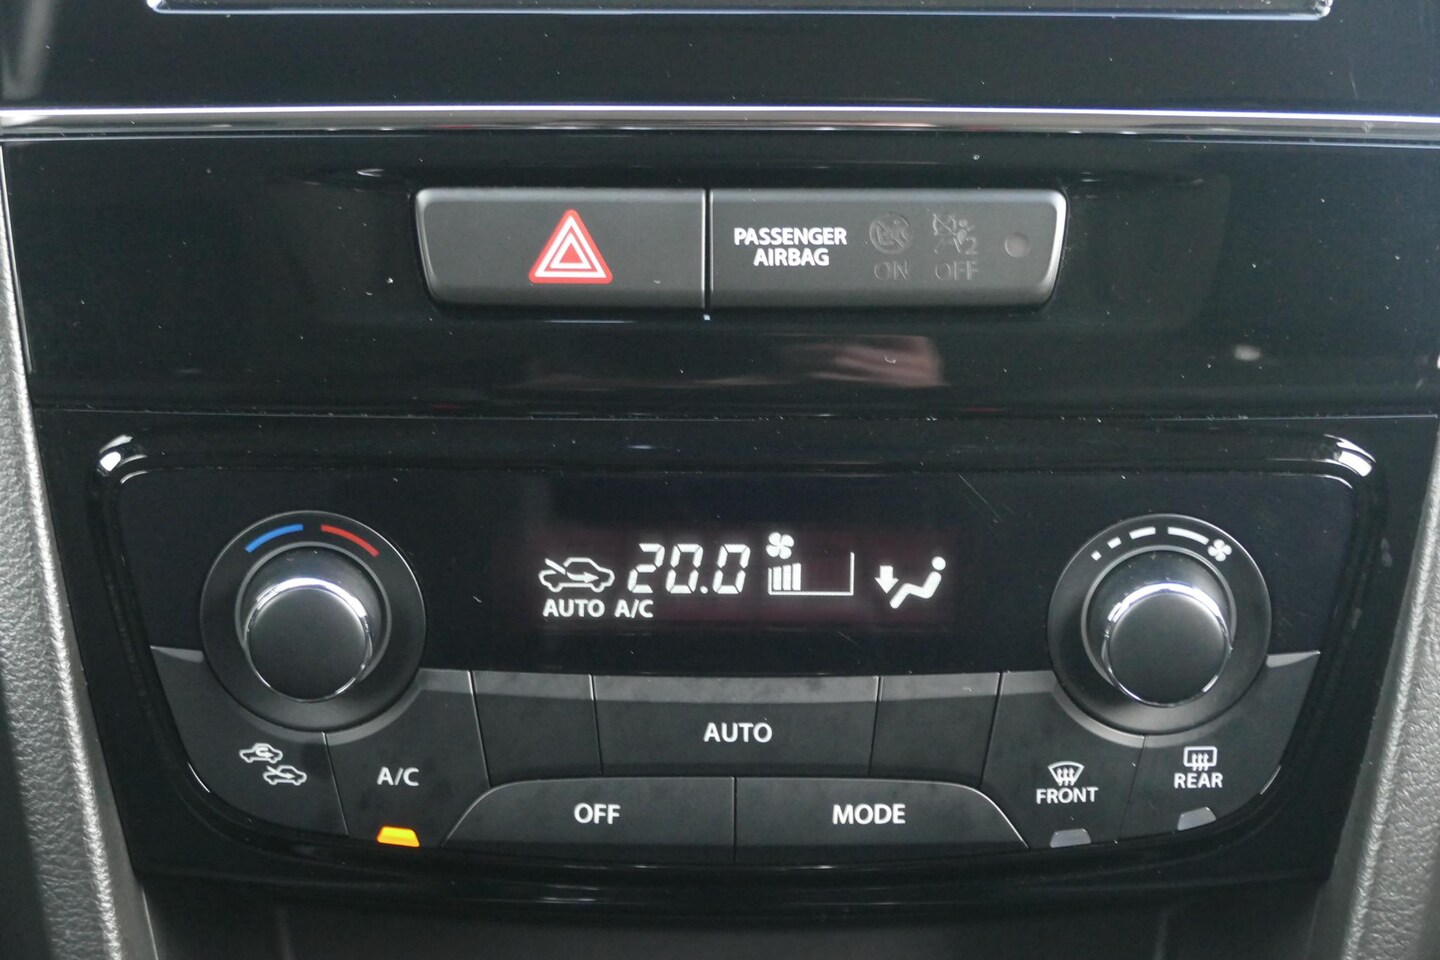 PASSENGER
AIRBAG
ON OFF
20.0
AUTO A/C
AUTO
A/C
OFF
MODE
FRONT
REAR